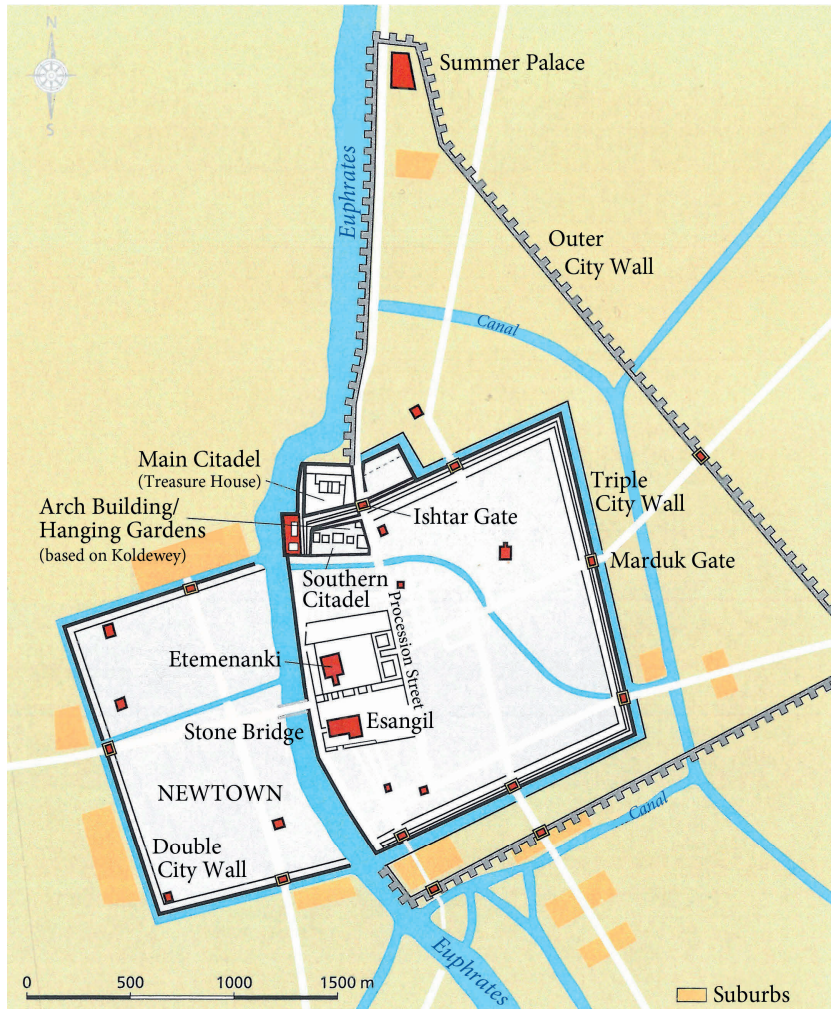 N
S
Summer Palace
Euphrates
Outer
City Wall
Canal
Main Citadel
(Treasure House)
Arch Building/
Hanging Gardens
(based on Koldewey)
Ishtar Gate
Triple
City Wall
Marduk Gate
Southern
Citadel
Procession Street
Etemenanki
Esangil
Stone Bridge
NEWTOWN
Double
City Wall
Canal
Euphrates
0 500 1000 1500 m
Suburbs